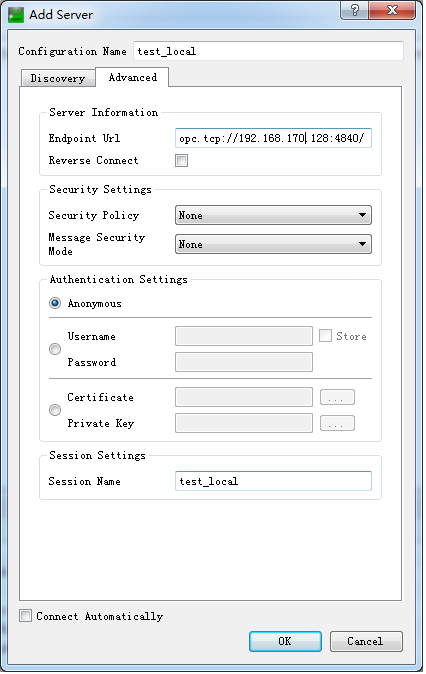 Add Server
Configuration Name test_local
Discovery Advanced
Server Information
Endpoint Url opc.tcp://192.168.170.128:4840/
Reverse Connect
Security Settings
Security Policy None
Message Security Mode None
Authentication Settings
Anonymous
Username Store
Password
Certificate ...
Private Key ...
Session Settings
Session Name test_local
Connect Automatically
OK Cancel